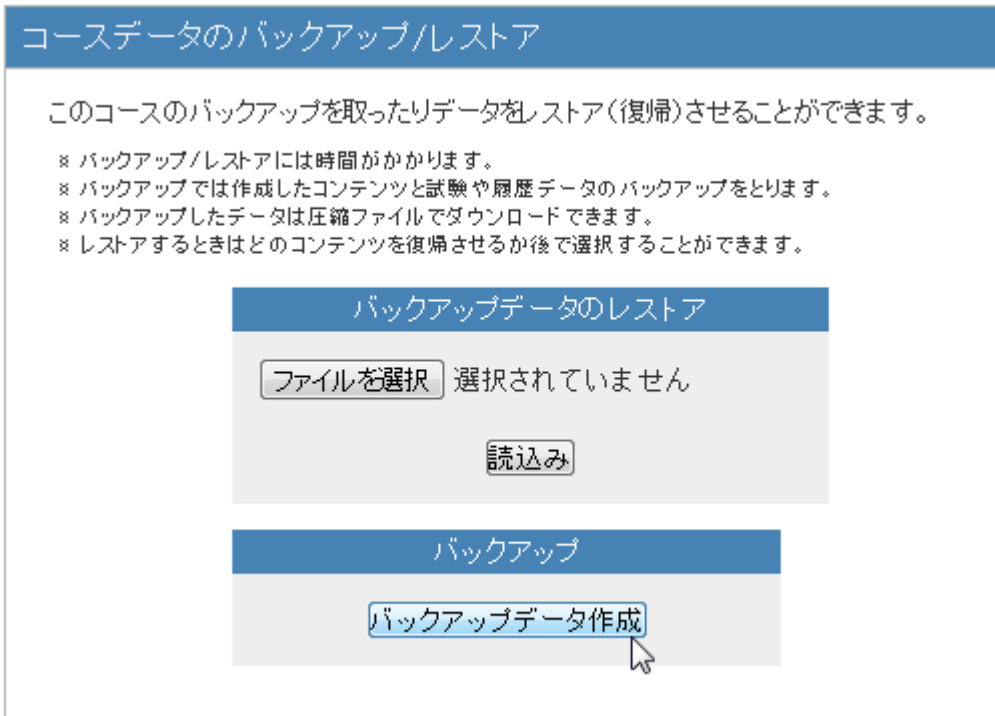 コースデータのバックアップ/レストア
このコースのバックアップを取ったりデータをレストア(復帰)させることができます。
※ バックアップ/レストアには時間がかかります。
※ バックアップでは作成したコンテンツと試験や履歴データのバックアップをとります。
※ バックアップしたデータは圧縮ファイルでダウンロードできます。
※ レストアするときはどのコンテンツを復帰させるか後で選択することができます。
バックアップデータのレストア
ファイルを選択 選択されていません
読込み
バックアップ
バックアップデータ作成